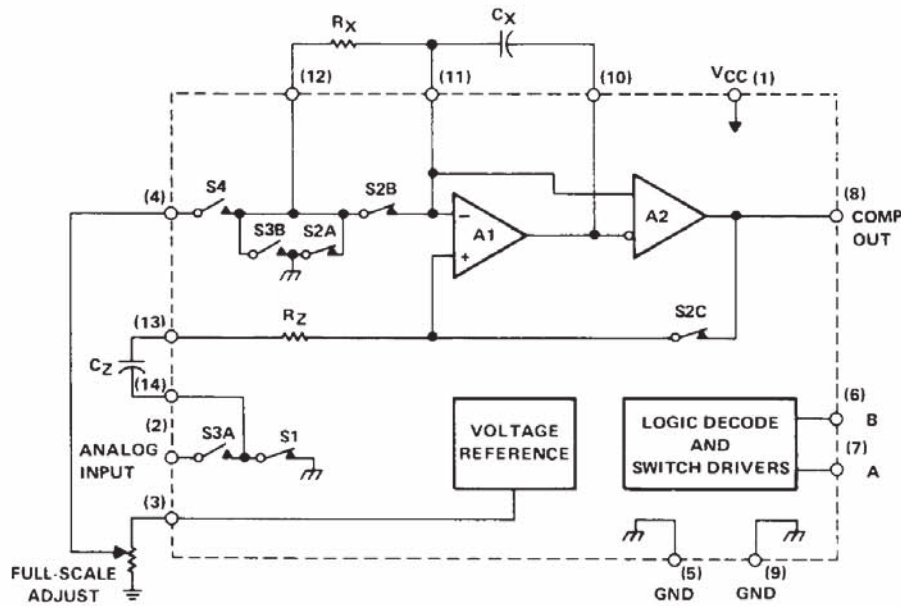 RX
CX
(12)
(11)
(10)
VCC (1)
(4)
S4
S2B
(8)
A1
A2
COMP
OUT
S3B
S2A
−
+
(13)
RZ
S2C
CZ
(14)
(6)
B
(2)
ANALOG
INPUT
S3A
S1
VOLTAGE
REFERENCE
LOGIC DECODE
AND
SWITCH DRIVERS
(7)
A
(3)
FULL-SCALE
ADJUST
(5)
GND
(9)
GND